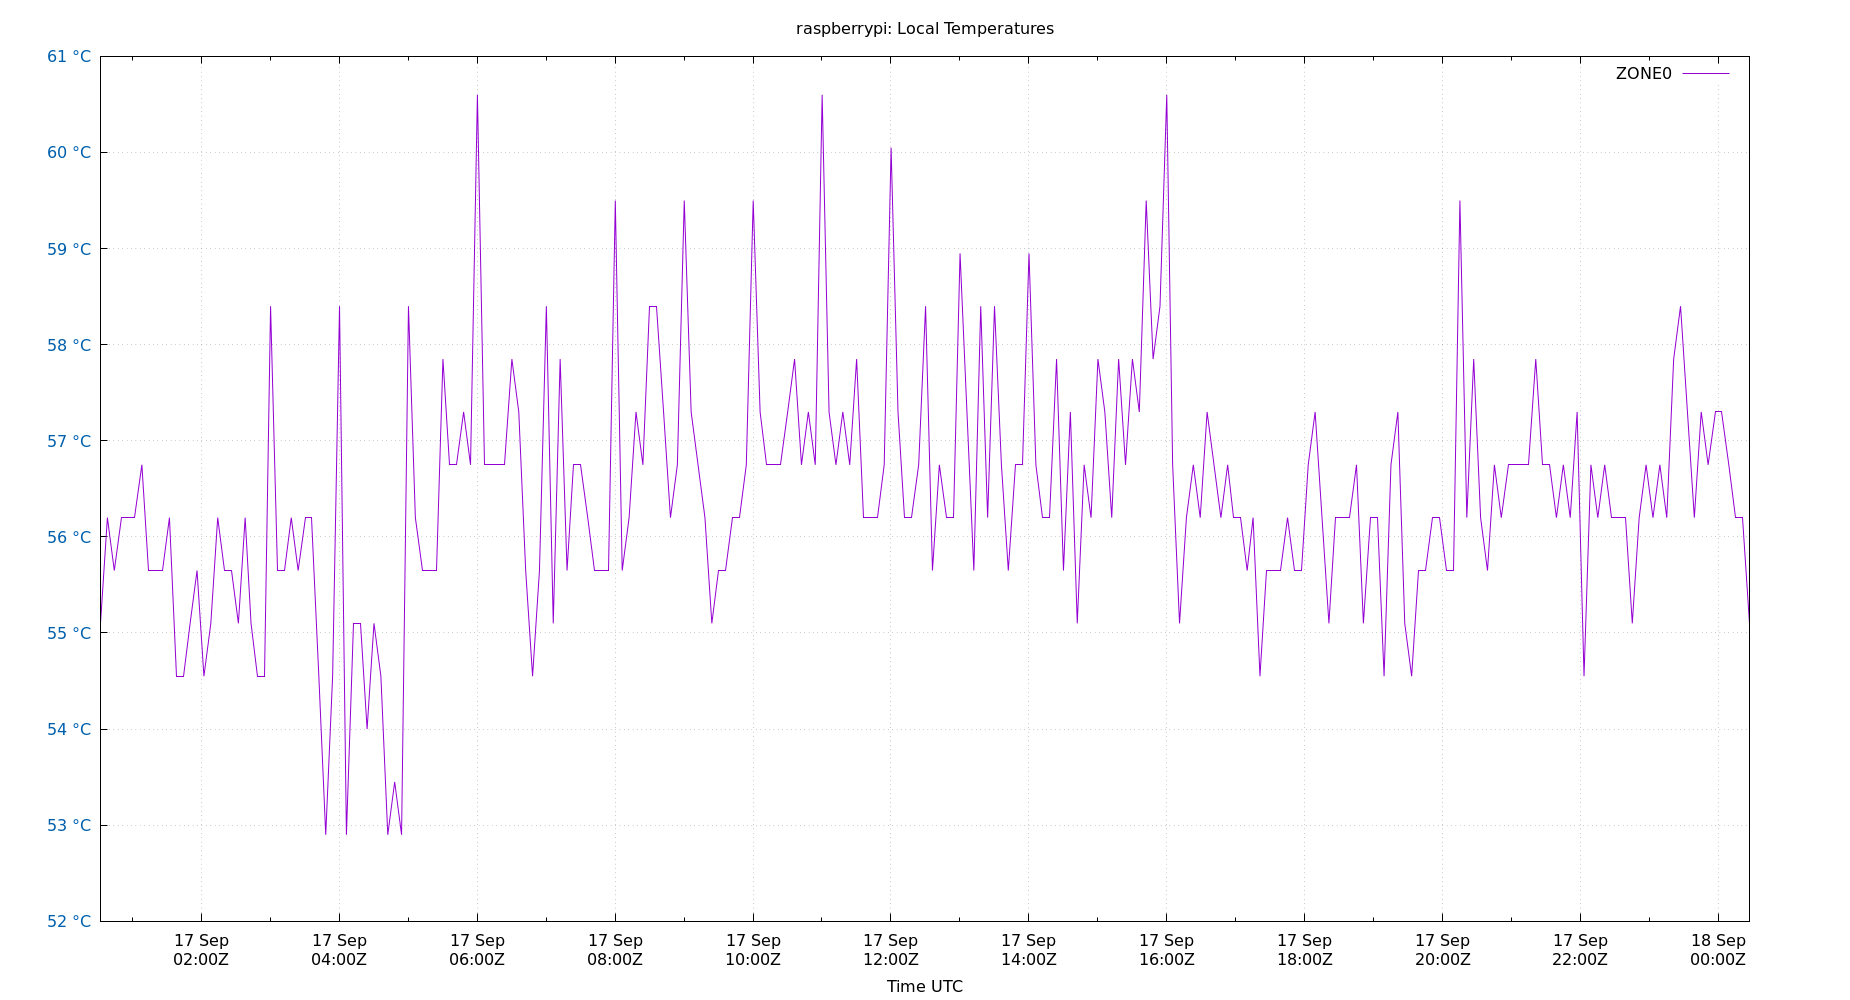 raspberrypi: Local Temperatures
61 °C
ZONE0
60 °C
59 °C
58 °C
57 °C
56 °C
55 °C
54 °C
53 °C
52 °C
17 Sep 17 Sep 17 Sep 17 Sep 17 Sep 17 Sep 17 Sep 17 Sep 17 Sep 17 Sep 17 Sep 18 Sep
02:00Z 04:00Z 06:00Z 08:00Z 10:00Z 12:00Z 14:00Z 16:00Z 18:00Z 20:00Z 22:00Z 00:00Z
Time UTC